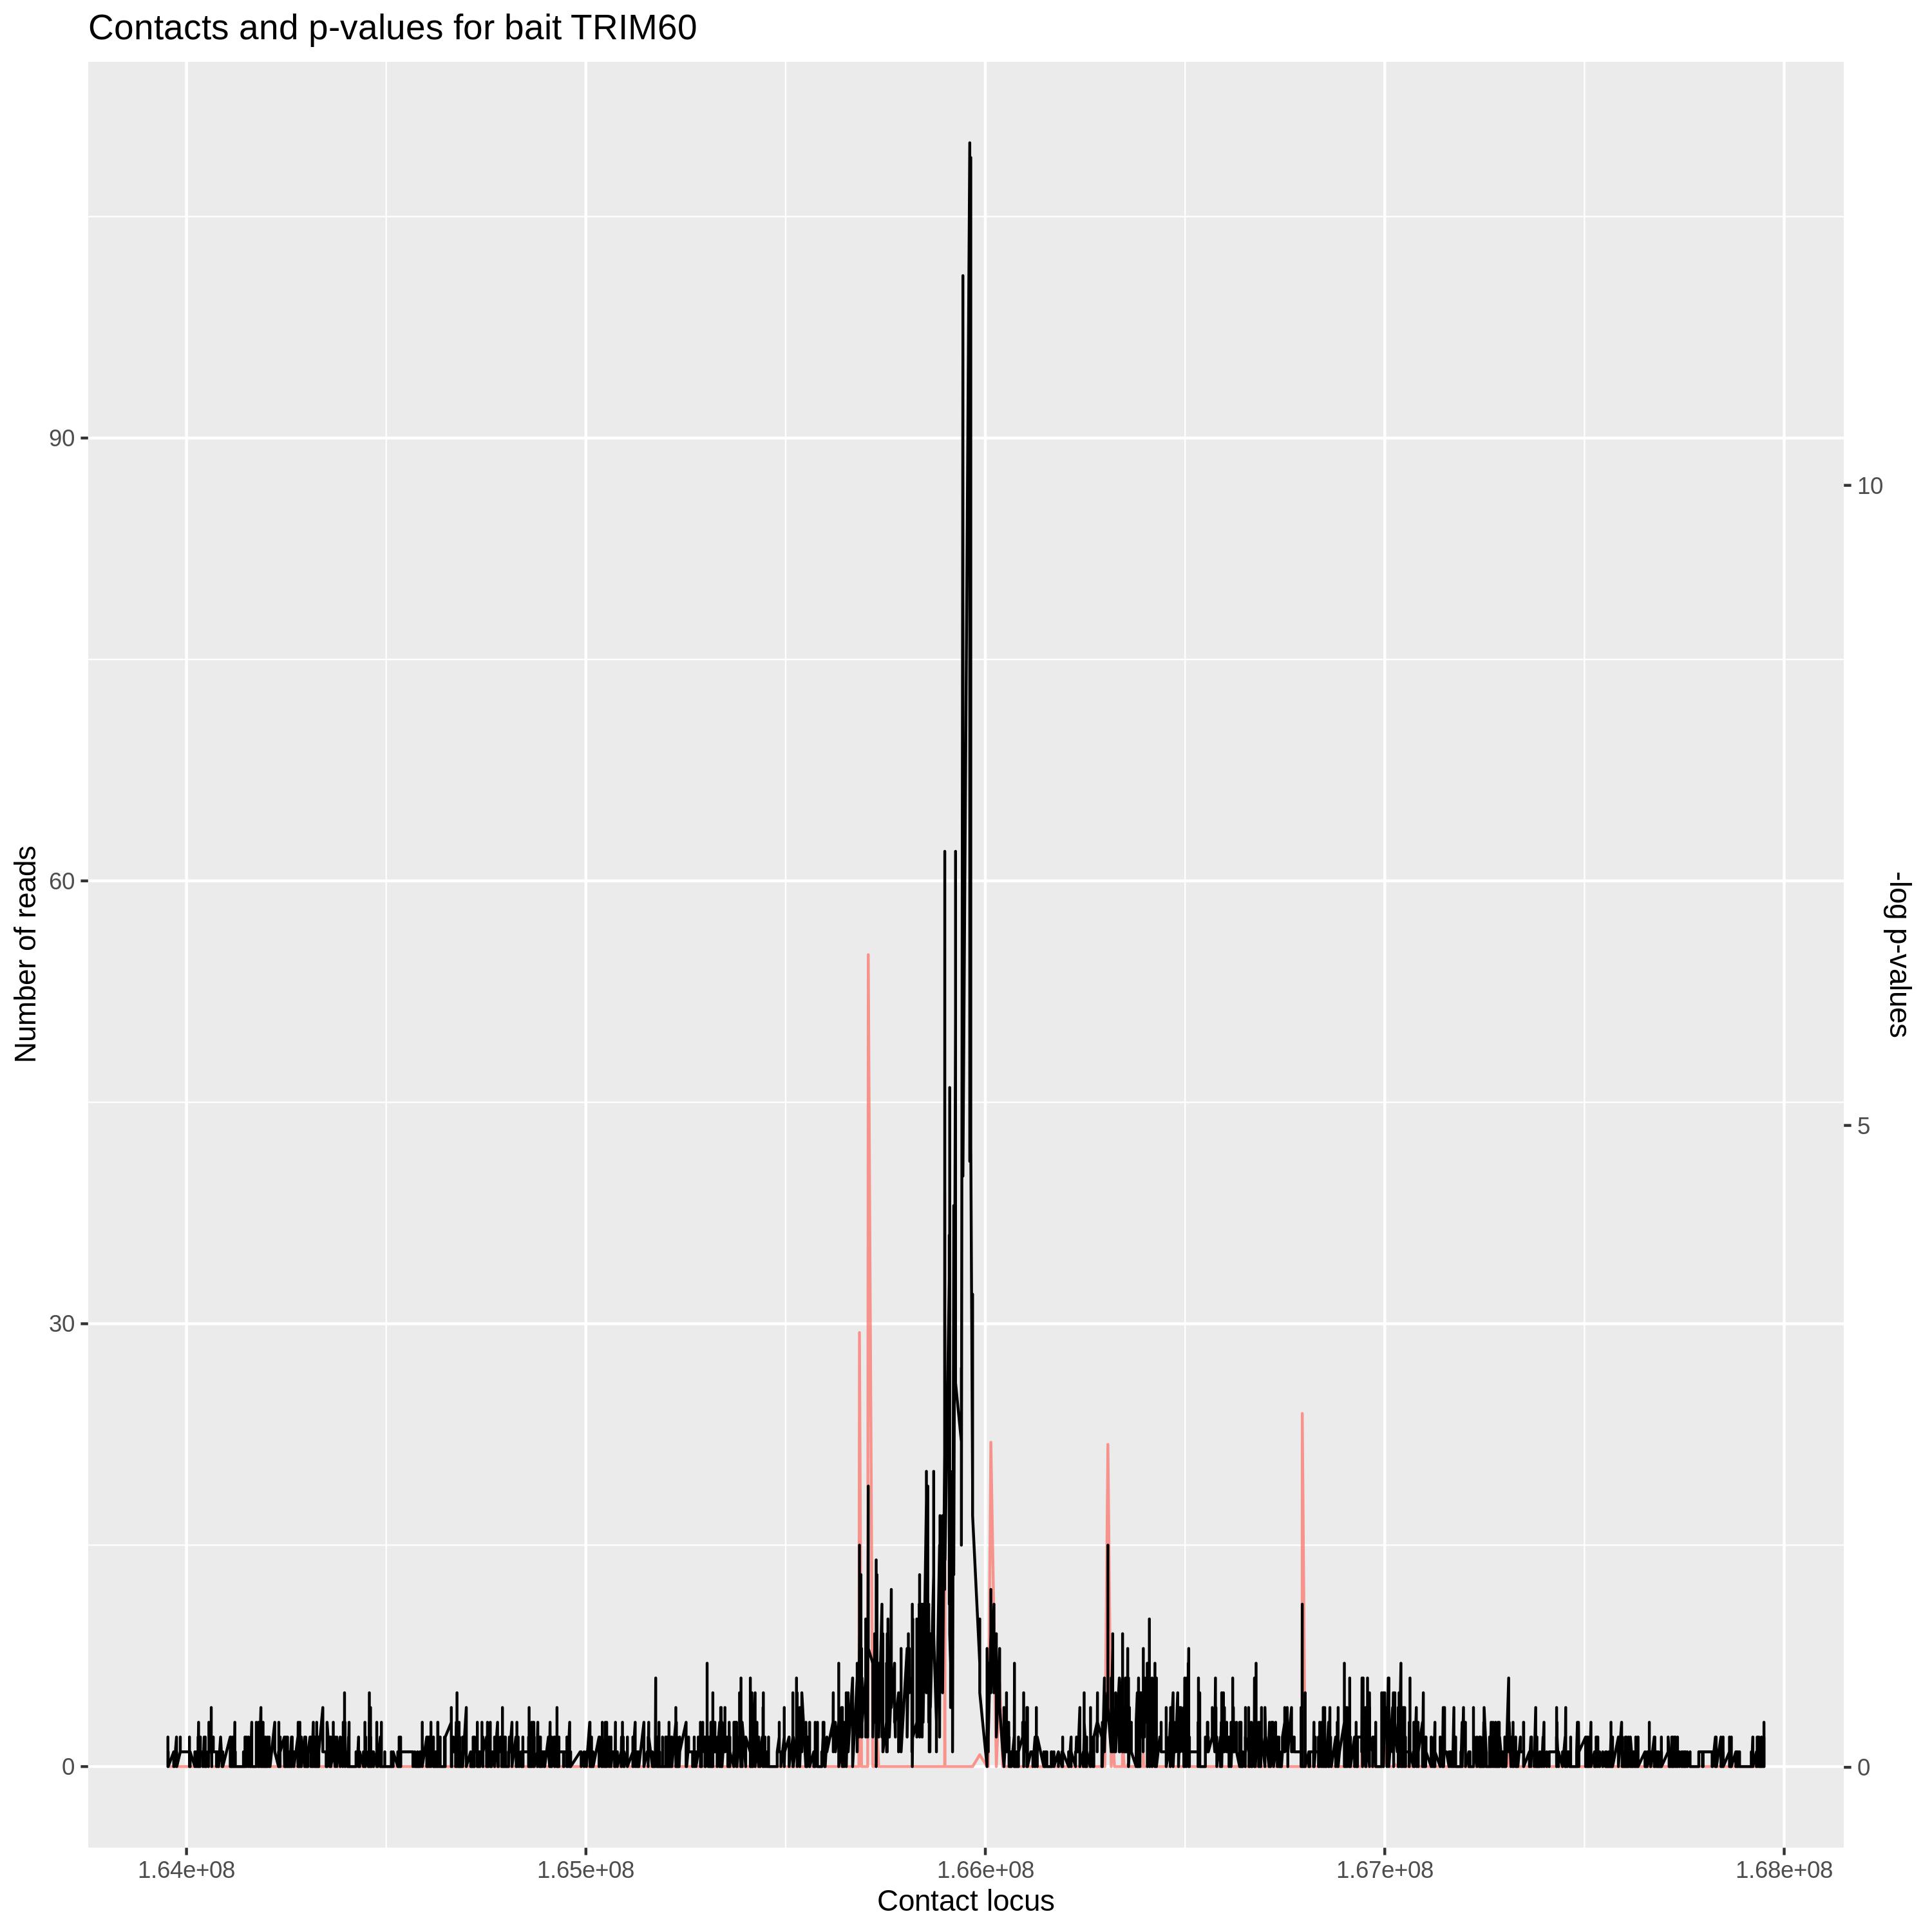 Contacts and p-values for bait TRIM60
90
60
30
0
10
5
0
Number of reads
-log p-values
1.64e+08
1.65e+08
1.66e+08
1.67e+08
1.68e+08
Contact locus